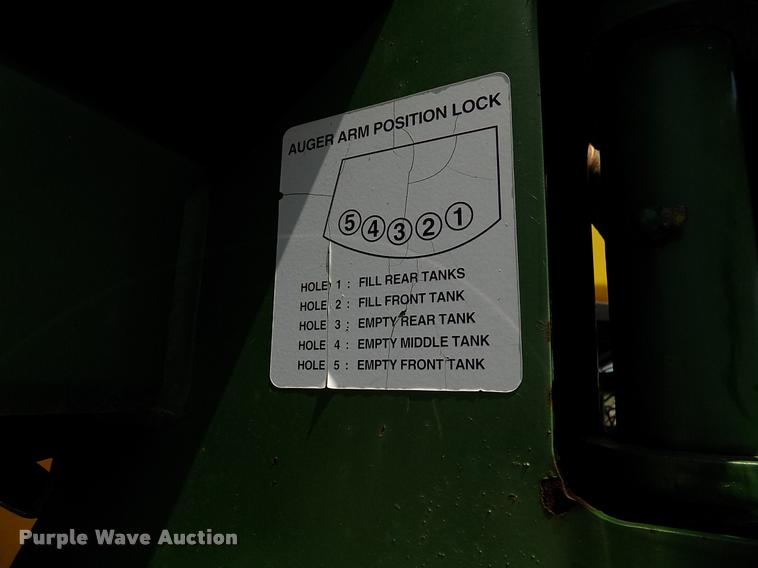 AUGER ARM POSITION LOCK
5 4 3 2 1
HOLE 1 : FILL REAR TANKS
HOLE 2 : FILL FRONT TANK
HOLE 3 : EMPTY REAR TANK
HOLE 4 : EMPTY MIDDLE TANK
HOLE 5 : EMPTY FRONT TANK
Purple Wave Auction